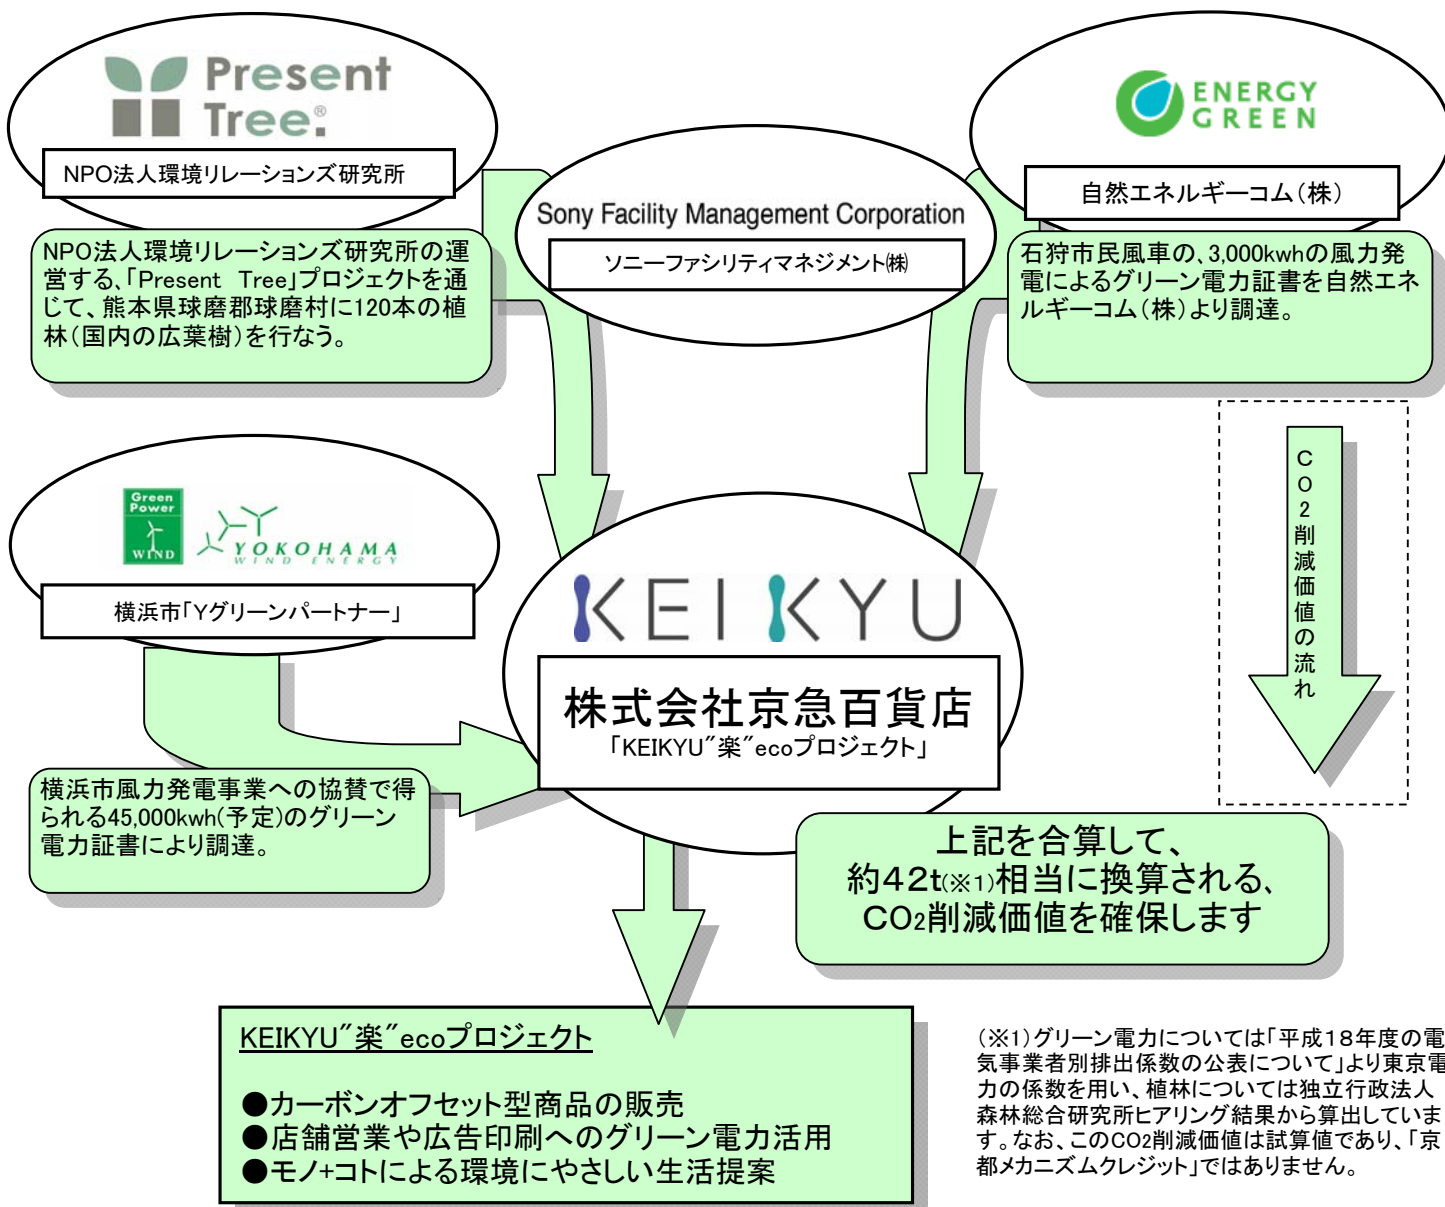 Present
Tree®
NPO法人環境リレーションズ研究所
NPO法人環境リレーションズ研究所の運
営する、「Present Tree」プロジェクトを通
じて、熊本県球磨郡球磨村に120本の植
林(国内の広葉樹)を行なう。
Sony Facility Management Corporation
ソニーファシリティマネジメント㈱
ENERGY
GREEN
自然エネルギーコム(株)
石狩市民風車の、3,000kwhの風力発
電によるグリーン電力証書を自然エネ
ルギーコム(株)より調達。
CO2削減価値の流れ
Green
Power
WIND
YOKOHAMA
WIND ENERGY
横浜市「Yグリーンパートナー」
横浜市風力発電事業への協賛で得
られる45,000kwh(予定)のグリーン
電力証書により調達。
KEIKYU
株式会社京急百貨店
「KEIKYU″楽″ecoプロジェクト」
上記を合算して、
約42t(※1)相当に換算される、
CO2削減価値を確保します
KEIKYU″楽″ecoプロジェクト
●カーボンオフセット型商品の販売
●店舗営業や広告印刷へのグリーン電力活用
●モノ+コトによる環境にやさしい生活提案
(※1)グリーン電力については「平成18年度の電
気事業者別排出係数の公表について」より東京電
力の係数を用い、植林については独立行政法人
森林総合研究所ヒアリング結果から算出していま
す。なお、このCO2削減価値は試算値であり、「京
都メカニズムクレジット」ではありません。